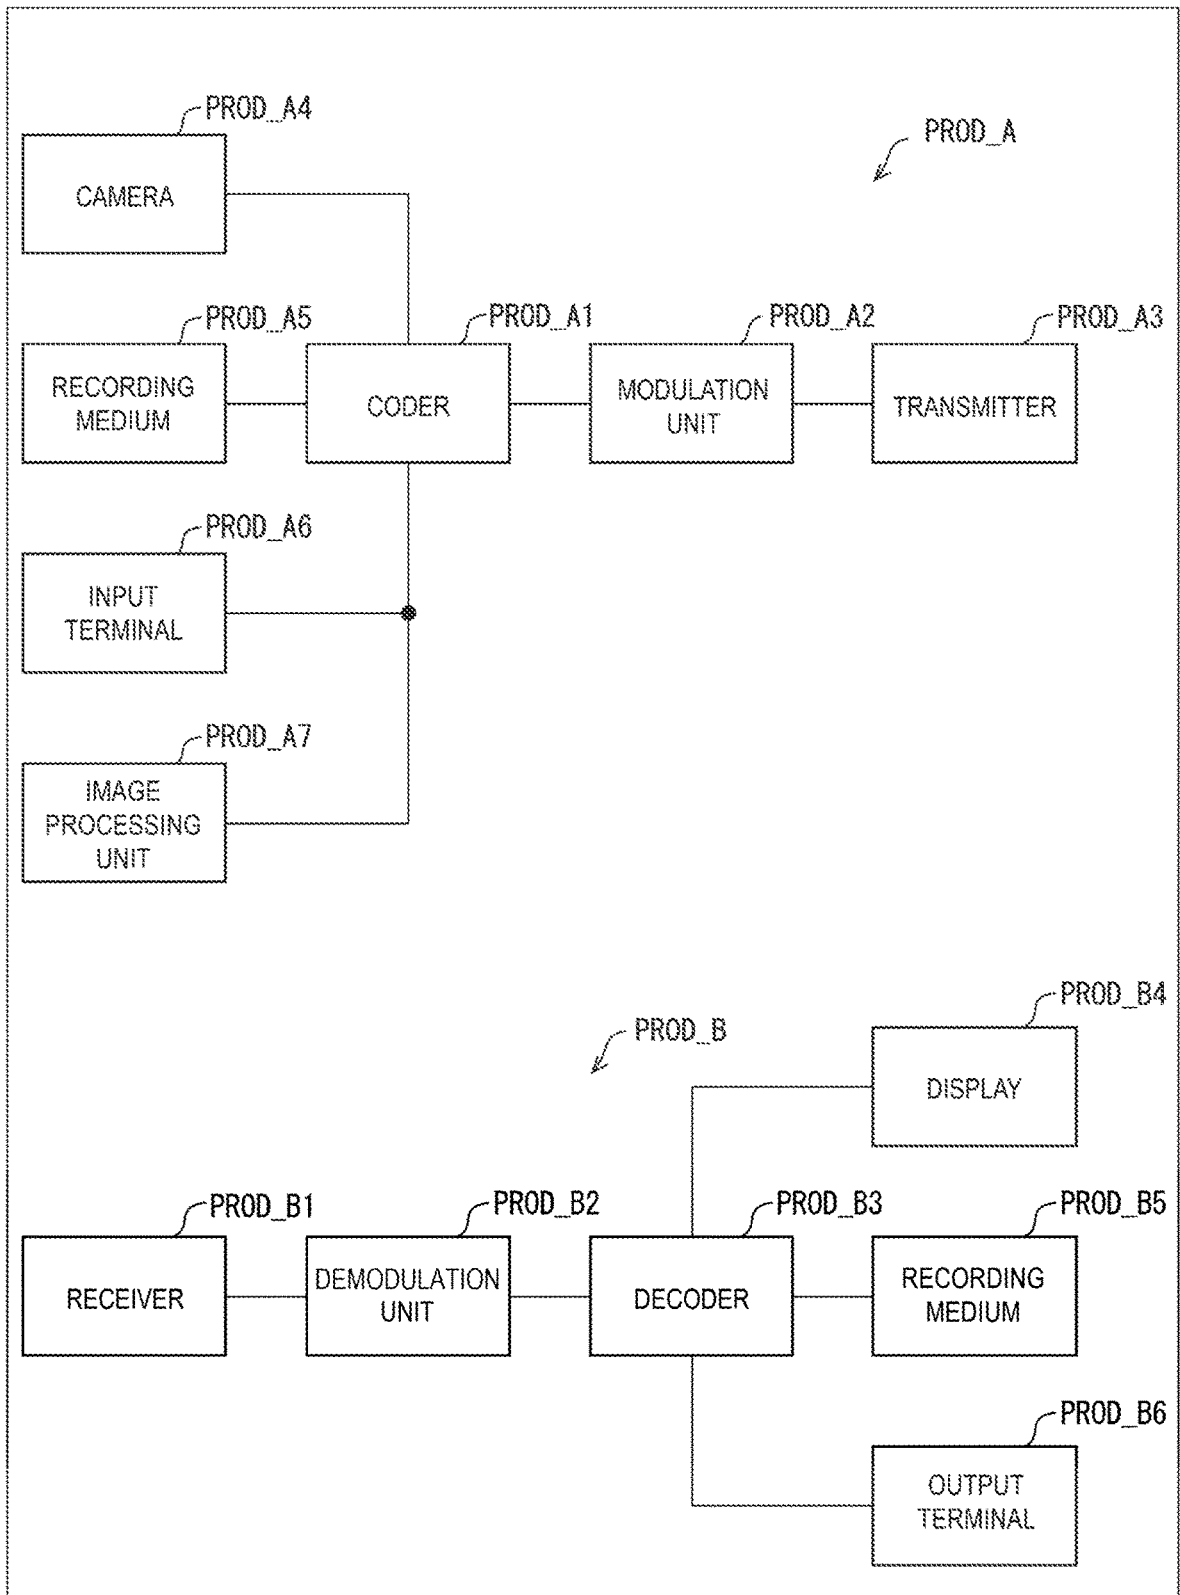 PROD_A4
CAMERA
PROD_A
PROD_A5
RECORDING
MEDIUM
PROD_A1
CODER
PROD_A2
MODULATION
UNIT
PROD_A3
TRANSMITTER
PROD_A6
INPUT
TERMINAL
PROD_A7
IMAGE
PROCESSING
UNIT
PROD_B4
DISPLAY
PROD_B
PROD_B1
RECEIVER
PROD_B2
DEMODULATION
UNIT
PROD_B3
DECODER
PROD_B5
RECORDING
MEDIUM
PROD_B6
OUTPUT
TERMINAL